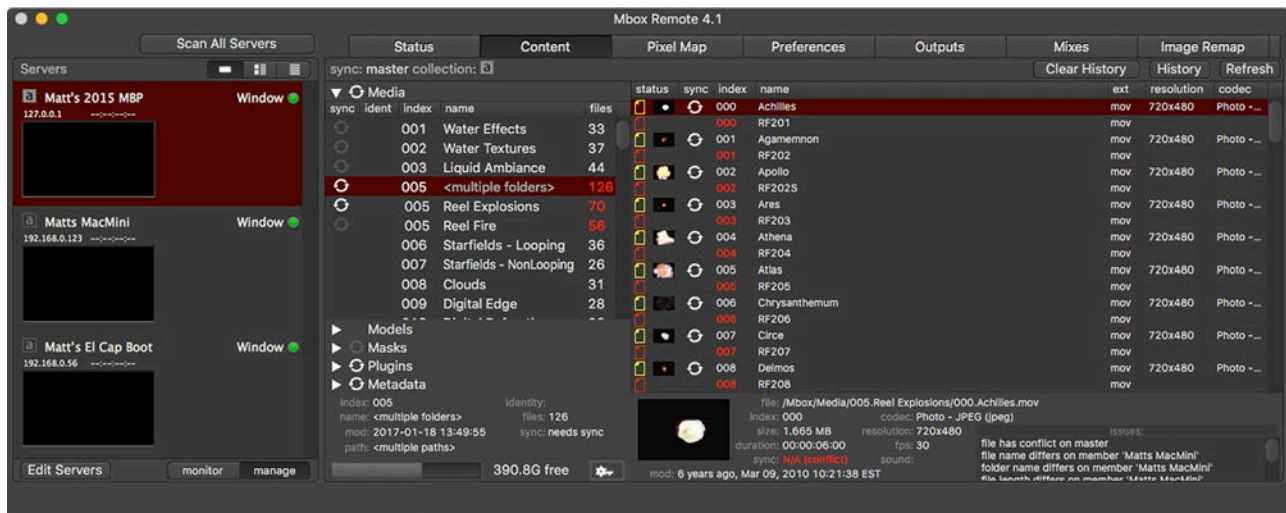 Mbox Remote 4.1
Scan All Servers
Status Content Pixel Map Preferences Outputs Mixes Image Remap
Servers
sync: master collection: a
Clear History History Refresh
a Matt's 2015 MBP Window
127.0.0.1 --:--:--:--
a Matts MacMini Window
192.168.0.123 --:--:--:--
a Matt's El Cap Boot Window
192.168.0.56 --:--:--:--
Edit Servers monitor manage
Media
sync ident index name files
001 Water Effects 33
002 Water Textures 37
003 Liquid Ambiance 44
005 <multiple folders> 126
005 Reel Explosions 70
005 Reel Fire 56
006 Starfields - Looping 36
007 Starfields - NonLooping 26
008 Clouds 31
009 Digital Edge 28
Models
Masks
Plugins
Metadata
index: 005 identity:
name: <multiple folders> files: 126
mod: 2017-01-18 13:49:55 sync: needs sync
path: <multiple paths>
390.8G free
status sync index name ext resolution codec
000 Achilles mov 720x480 Photo -...
000 RF201 mov
001 Agamemnon mov 720x480 Photo -...
001 RF202 mov
002 Apollo mov 720x480 Photo -...
002 RF202S mov
003 Ares mov 720x480 Photo -...
003 RF203 mov
004 Athena mov 720x480 Photo -...
004 RF204 mov
005 Atlas mov 720x480 Photo -...
005 RF205 mov
006 Chrysanthemum mov 720x480 Photo -...
006 RF206 mov
007 Circe mov 720x480 Photo -...
007 RF207 mov
008 Deimos mov 720x480 Photo -...
008 RF208 mov
file: /Mbox/Media/005.Reel Explosions/000.Achilles.mov
index: 000 codec: Photo - JPEG (jpeg)
size: 1.665 MB resolution: 720x480
duration: 00:00:06:00 fps: 30
sync: N/A (conflict) sound:
mod: 6 years ago, Mar 09, 2010 10:21:38 EST
issues:
file has conflict on master
file name differs on member 'Matts MacMini'
folder name differs on member 'Matts MacMini'
file length differs on member 'Matts MacMini'